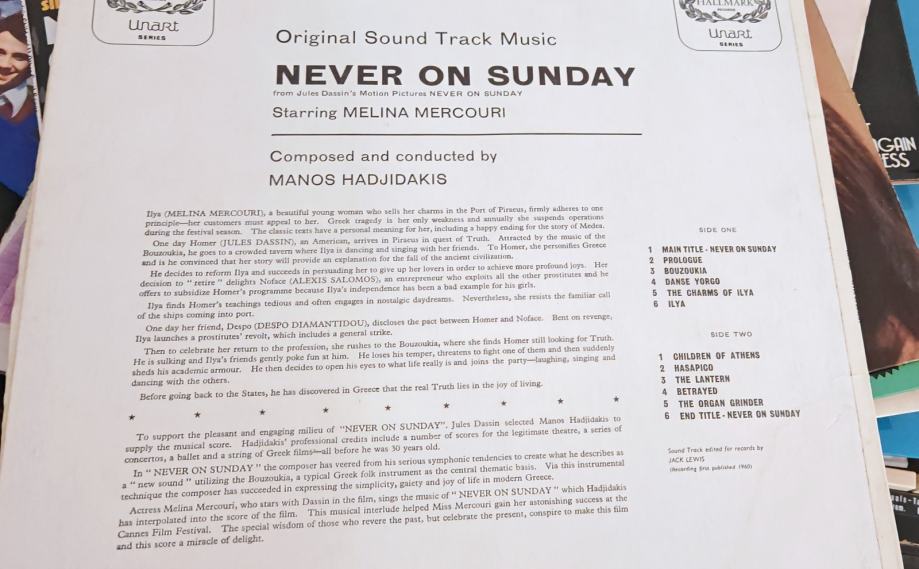 Unart
SERIES
HALLMARK
Unart
SERIES
Original Sound Track Music
NEVER ON SUNDAY
from Jules Dassin's Motion Pictures NEVER ON SUNDAY
Starring MELINA MERCOURI
Composed and conducted by
MANOS HADJIDAKIS
Ilya (MELINA MERCOURI), a beautiful young woman who sells her charms in the Port of Piraeus, firmly adheres to one
principle—her customers must appeal to her. Greek tragedy is her only weakness and annually she suspends operations
during the festival season. The classic texts have a personal meaning for her, including a happy ending for the story of Medea.
One day Homer (JULES DASSIN), an American, arrives in Piraeus in quest of Truth. Attracted by the music of the
Bouzoukia, he goes to a crowded tavern where Ilya is dancing and singing with her friends. To Homer, she personifies Greece
and is he convinced that her story will provide an explanation for the fall of the ancient civilization.
He decides to reform Ilya and succeeds in persuading her to give up her lovers in order to achieve more profound joys. Her
decision to "retire" delights Noface (ALEXIS SALOMOS), an entrepreneur who exploits all the other prostitutes and he
offers to subsidize Homer's programme because Ilya's independence has been a bad example for his girls.
Ilya finds Homer's teachings tedious and often engages in nostalgic daydreams. Nevertheless, she resists the familiar call
of the ships coming into port.
One day her friend, Despo (DESPO DIAMANTIDOU), discloses the pact between Homer and Noface. Bent on revenge,
Ilya launches a prostitutes' revolt, which includes a general strike.
Then to celebrate her return to the profession, she rushes to the Bouzoukia, where she finds Homer still looking for Truth.
He is sulking and Ilya's friends gently poke fun at him. He loses his temper, threatens to fight one of them and then suddenly
sheds his academic armour. He then decides to open his eyes to what life really is and joins the party—laughing, singing and
dancing with the others.
Before going back to the States, he has discovered in Greece that the real Truth lies in the joy of living.
To support the pleasant and engaging milieu of "NEVER ON SUNDAY". Jules Dassin selected Manos Hadjidakis to
supply the musical score. Hadjidakis' professional credits include a number of scores for the legitimate theatre, a series of
concertos, a ballet and a string of Greek films—all before he was 30 years old.
In "NEVER ON SUNDAY" the composer has veered from his serious symphonic tendencies to create what he describes as
a "new sound" utilizing the Bouzoukia, a typical Greek folk instrument as the central thematic basis. Via this instrumental
technique the composer has succeeded in expressing the simplicity, gaiety and joy of life in modern Greece.
Actress Melina Mercouri, who stars with Dassin in the film, sings the music of "NEVER ON SUNDAY" which Hadjidakis
has interpolated into the score of the film. This musical interlude helped Miss Mercouri gain her astonishing success at the
Cannes Film Festival. The special wisdom of those who revere the past, but celebrate the present, conspire to make this film
and this score a miracle of delight.
SIDE ONE
1 MAIN TITLE - NEVER ON SUNDAY
2 PROLOGUE
3 BOUZOUKIA
4 DANSE YORGO
5 THE CHARMS OF ILYA
6 ILYA
SIDE TWO
1 CHILDREN OF ATHENS
2 HASAPICO
3 THE LANTERN
4 BETRAYED
5 THE ORGAN GRINDER
6 END TITLE - NEVER ON SUNDAY
Sound Track edited for records by
JACK LEWIS
(Recording first published 1960)
AGAIN
ESS